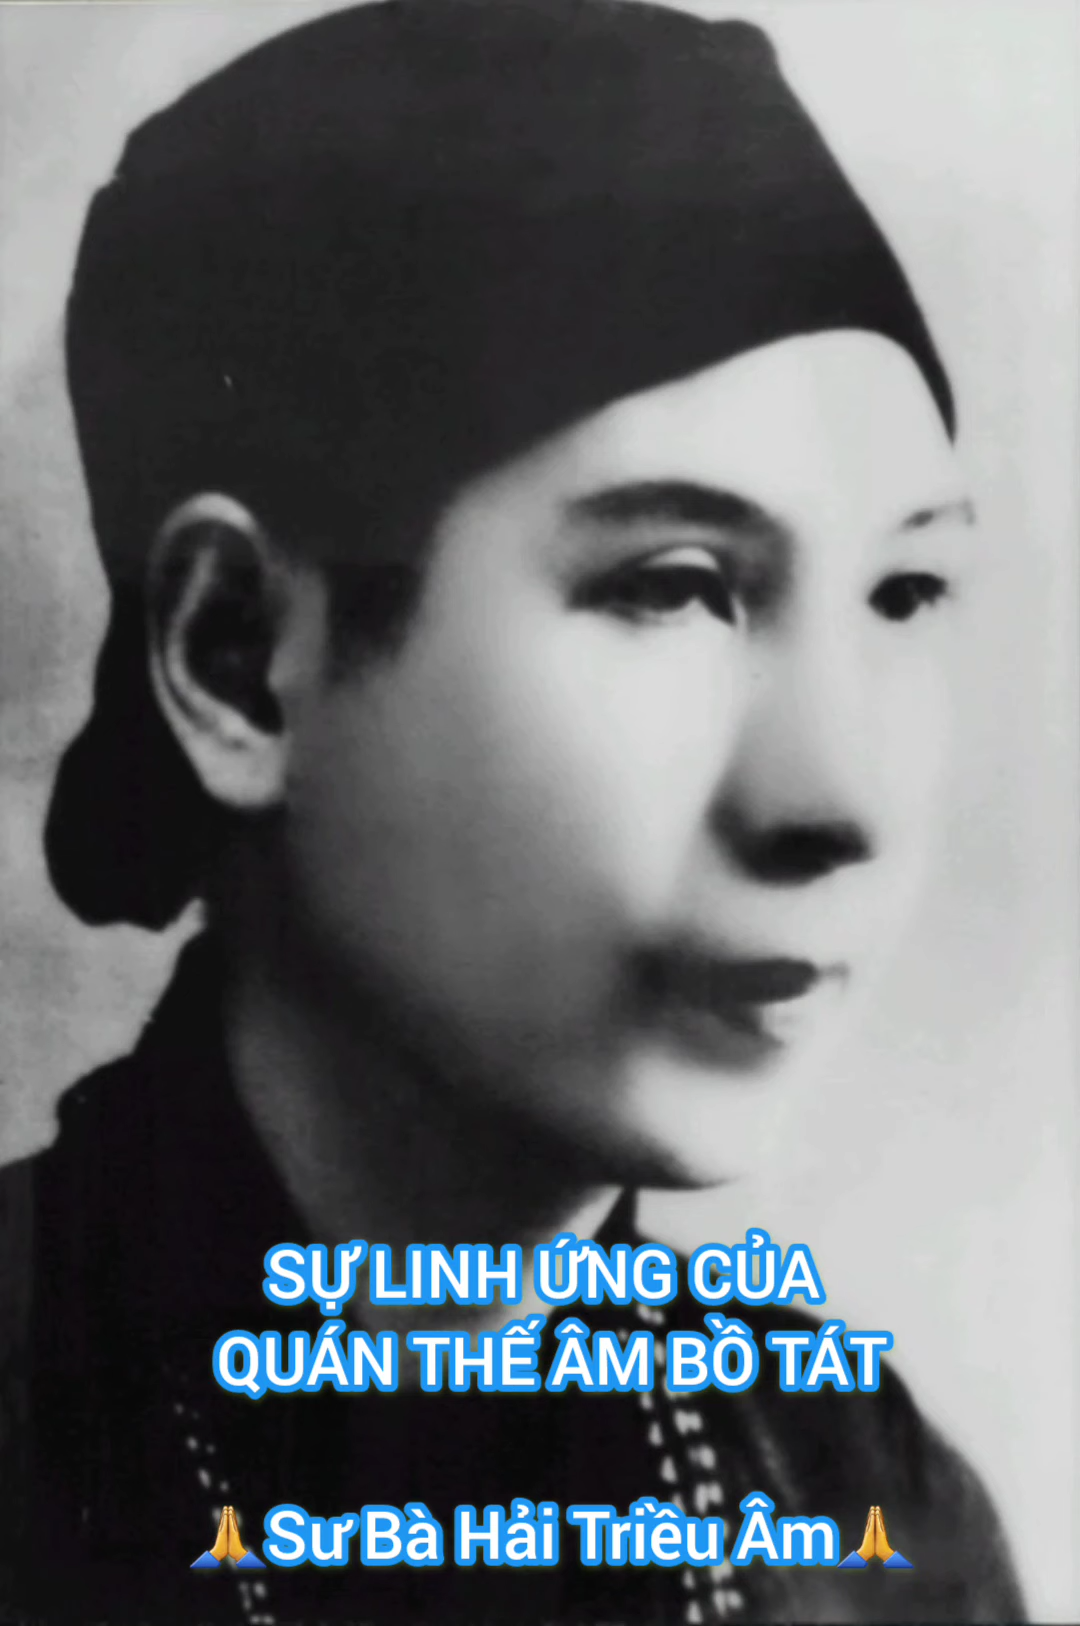 SỰ LINH ỨNG CỦA
QUÁN THẾ ÂM BỒ TÁT
🙏Sư Bà Hải Triều Âm🙏